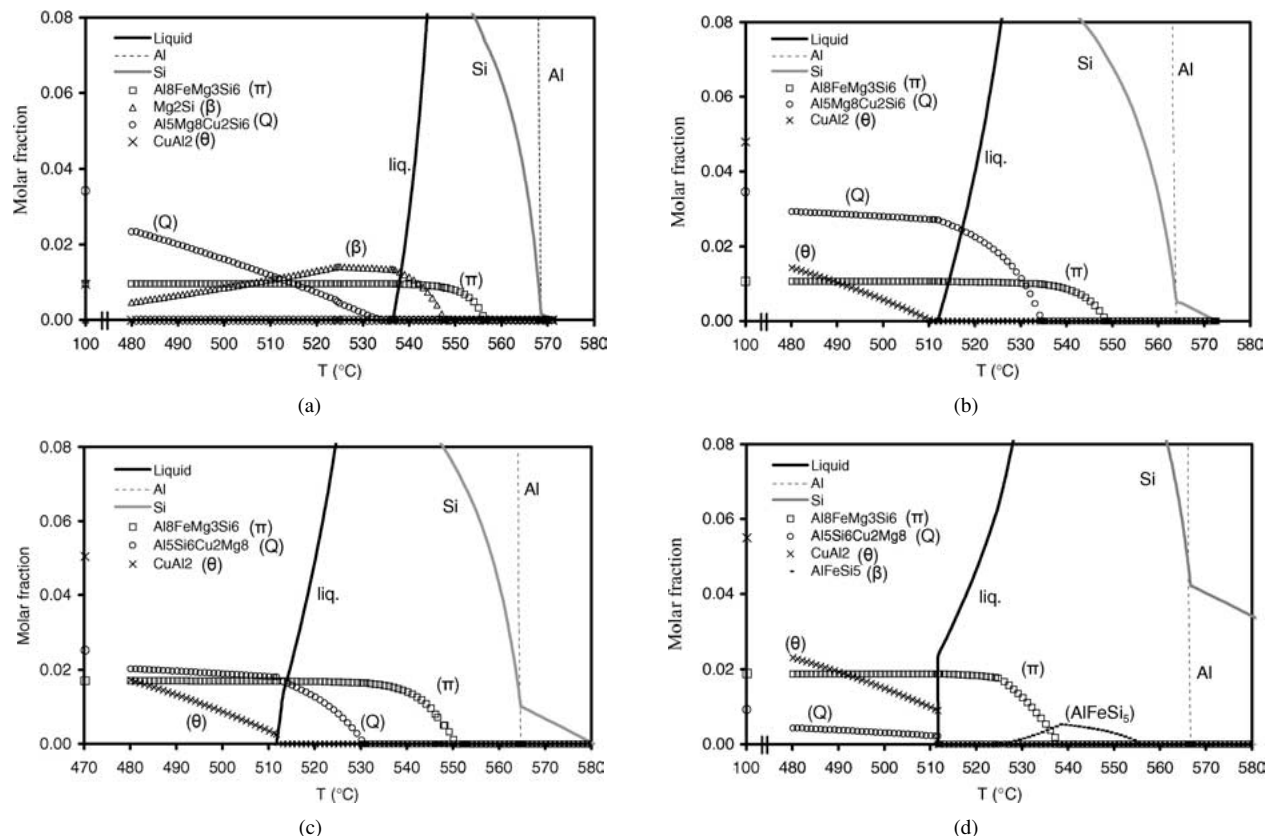 0.08
0.06
0.04
0.02
0.00
Molar fraction
Liquid
Al
Si
Al8FeMg3Si6 (π)
Mg2Si (β)
Al5Mg8Cu2Si6 (Q)
CuAl2 (θ)
Si
Al
liq.
(Q)
(β)
(π)
100 480 490 500 510 520 530 540 550 560 570 580
T (°C)
(a)
0.08
0.06
0.04
0.02
0.00
Molar fraction
Liquid
Al
Si
Al8FeMg3Si6 (π)
Al5Mg8Cu2Si6 (Q)
CuAl2 (θ)
Si
Al
liq.
(Q)
(θ)
(π)
100 480 490 500 510 520 530 540 550 560 570 580
T (°C)
(b)
0.08
0.06
0.04
0.02
0.00
Molar fraction
Liquid
Al
Si
Al8FeMg3Si6 (π)
Al5Si6Cu2Mg8 (Q)
CuAl2 (θ)
Al
Si
liq.
(π)
(θ)
(Q)
470 480 490 500 510 520 530 540 550 560 570 580
T (°C)
(c)
0.08
0.06
0.04
0.02
0.00
Molar fraction
Liquid
Al
Si
Al8FeMg3Si6 (π)
Al5Si6Cu2Mg8 (Q)
CuAl2 (θ)
AlFeSi5 (β)
Si
Al
liq.
(θ)
(π)
(Q)
(AlFeSi5)
Al
100 480 490 500 510 520 530 540 550 560 570 580
T (°C)
(d)